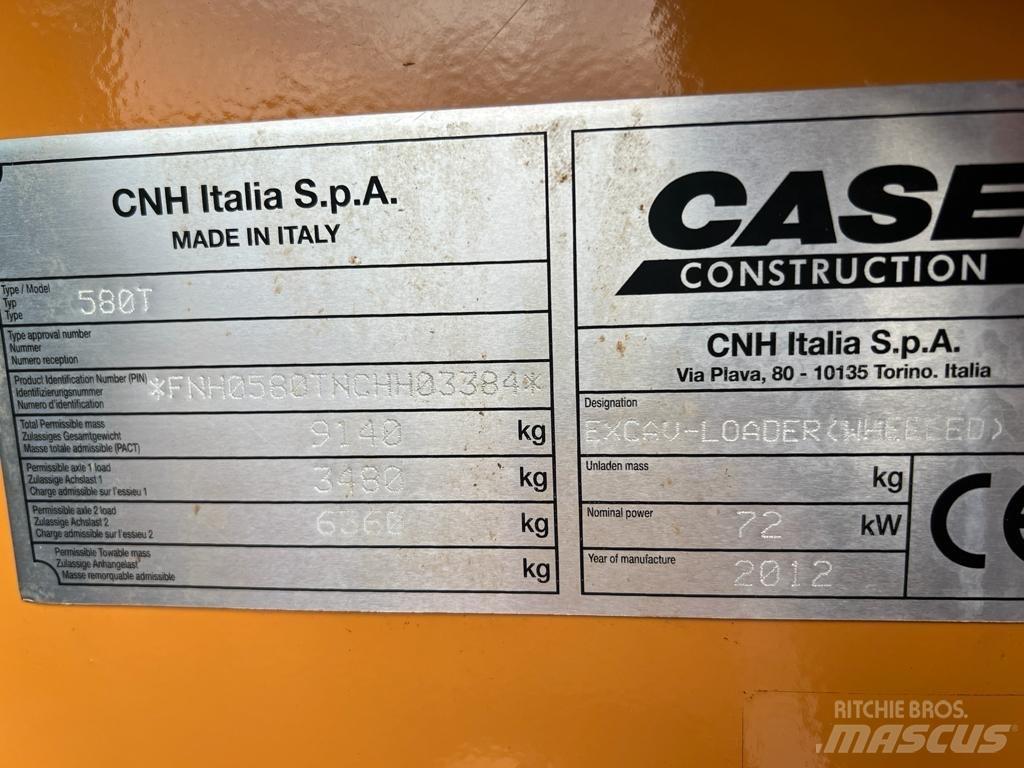 CNH Italia S.p.A.
MADE IN ITALY
Type / Model
Typ
Type
580T
Type approval number
Nummer
Numero reception
Product Identification Number (PIN)
Identifizierungsnummer
Numero d'identification
*FNH0580TNCHH03384*
Total Permissible mass
Zulassiges Gesamtgewicht
Masse totale admissible (PACT)
9140 kg
Permissible axle 1 load
Zulassige Achslast 1
Charge admissible sur l'essieu 1
3480 kg
Permissible axle 2 load
Zulassige Achslast 2
Charge admissible sur l'essieu 2
6360 kg
Permissible Towable mass
Zulassige Anhangelast
Masse remorquable admissible
kg
CASE
CONSTRUCTION
CNH Italia S.p.A.
Via Plava, 80 - 10135 Torino. Italia
Designation
EXCAV-LOADER(WHEELED)
Unladen mass
kg
Nominal power
72 kW
Year of manufacture
2012
CE
RITCHIE BROS.
MASCUS